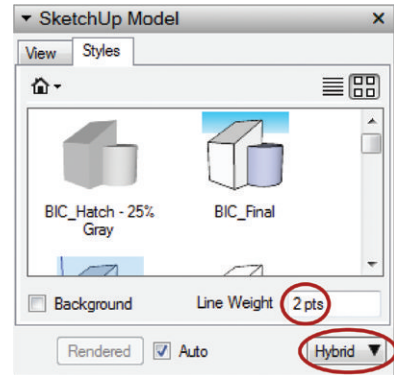 SketchUp Model
View Styles
BIC_Hatch - 25%
Gray
BIC_Final
Background Line Weight 2 pts
Rendered Auto Hybrid